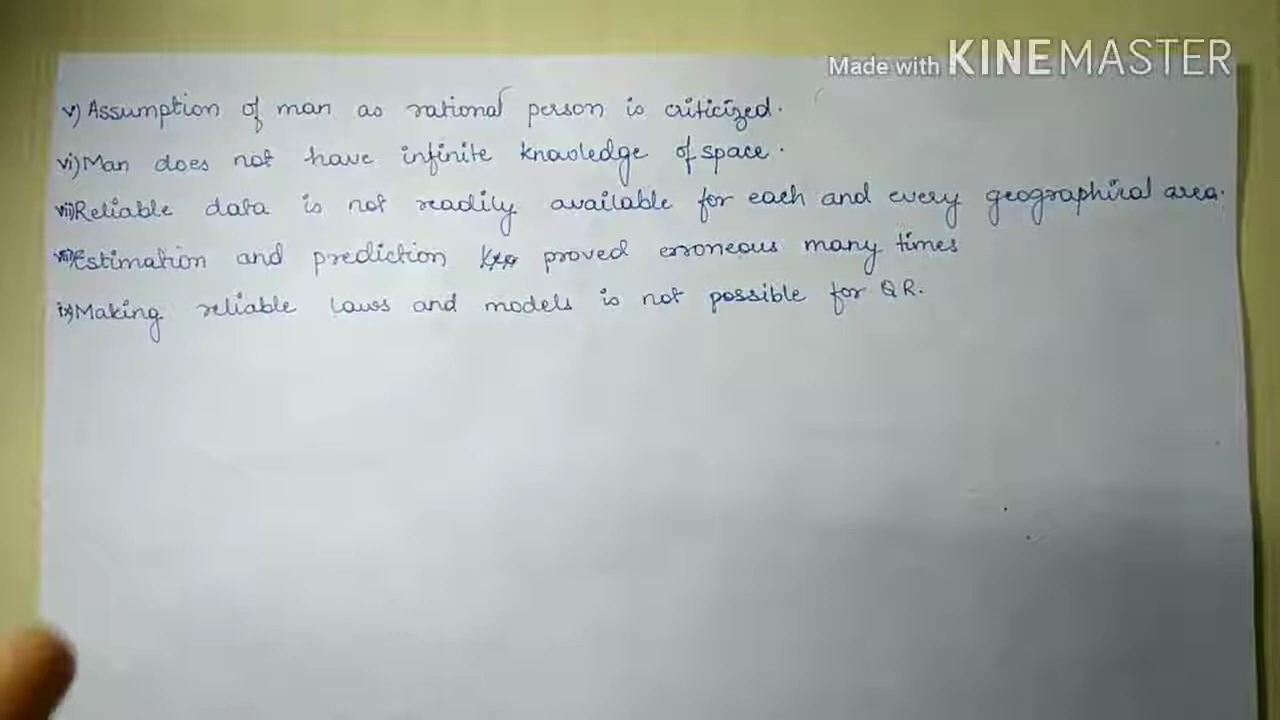 Made with KINEMASTER
v) Assumption of man as rational person is criticized.
vi) Man does not have infinite knowledge of space.
vii) Reliable data is not readily available for each and every geographical area.
viii) Estimation and prediction proved erroneous many times
ix) Making reliable laws and models is not possible for QR.